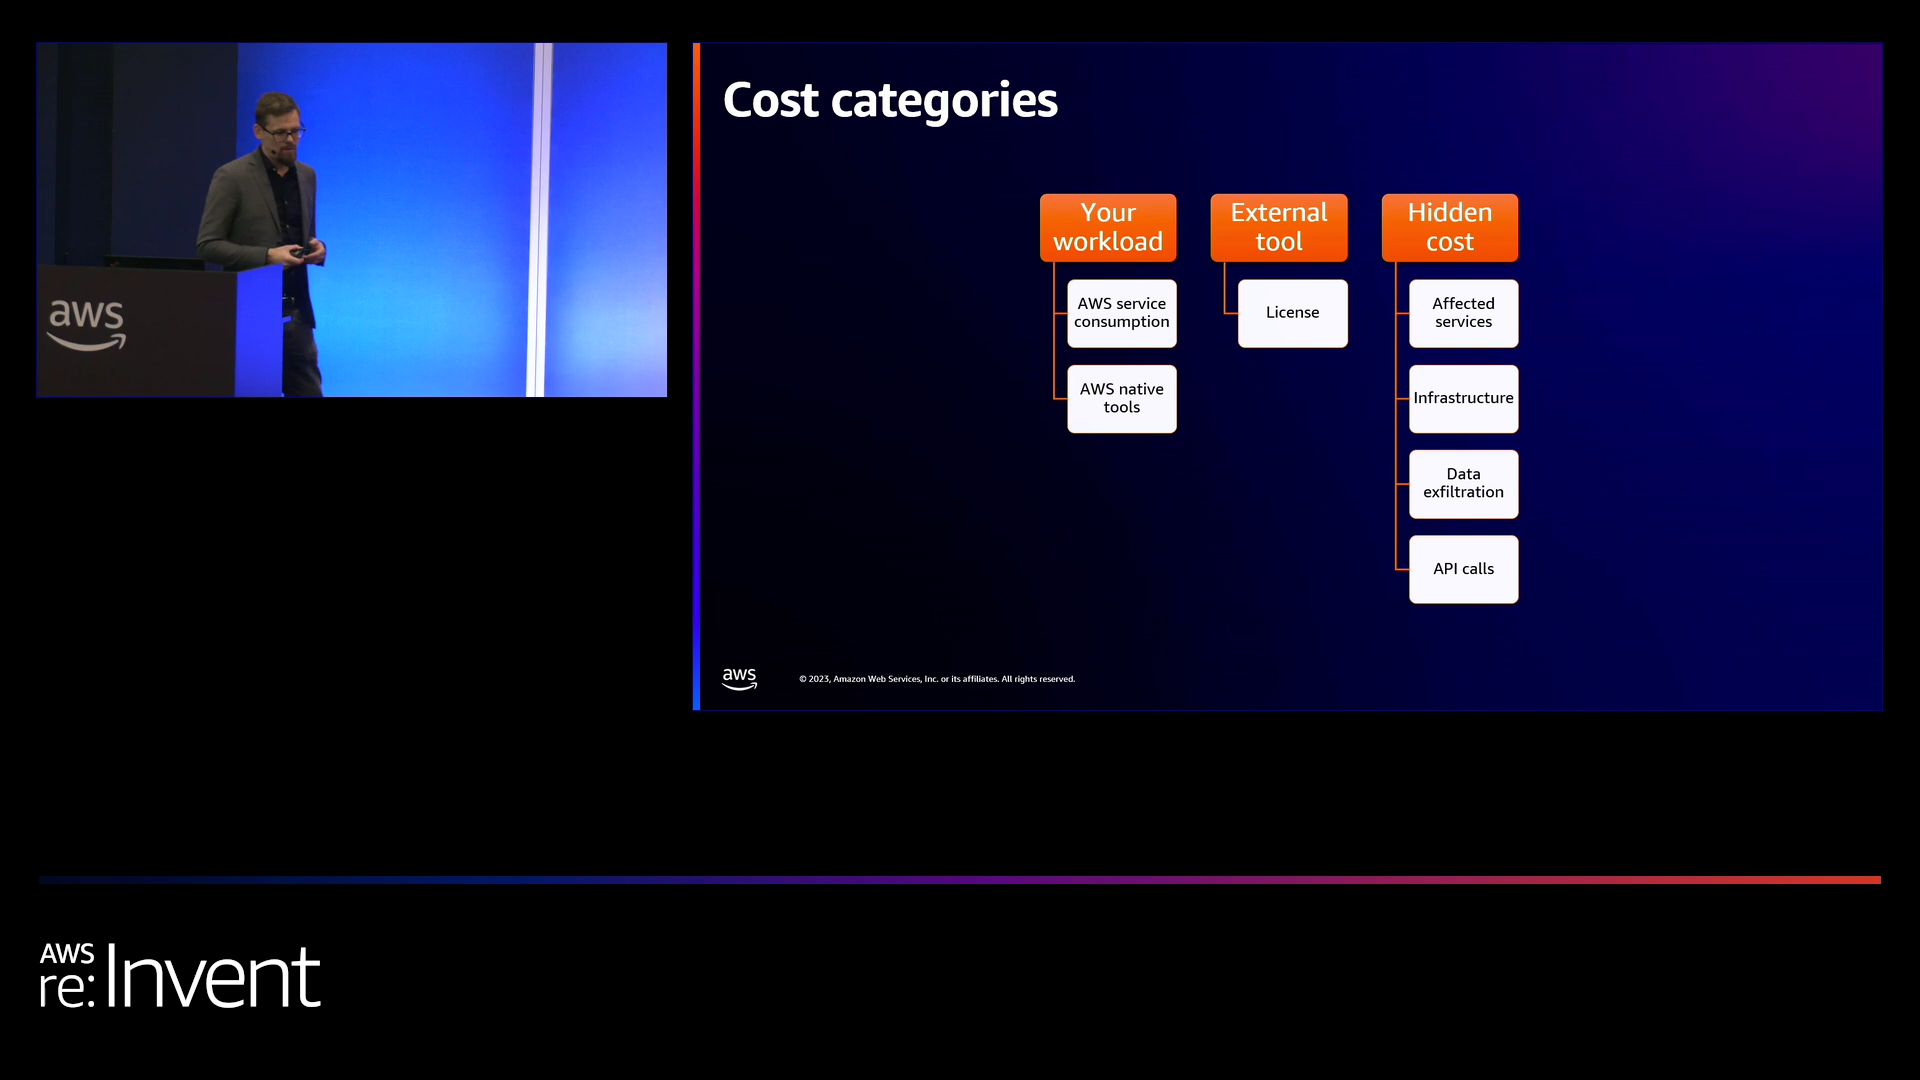 aws
Cost categories
Your
workload
AWS service
consumption
AWS native
tools
External
tool
License
Hidden
cost
Affected
services
Infrastructure
Data
exfiltration
API calls
aws
© 2023, Amazon Web Services, Inc. or its affiliates. All rights reserved.
AWS
re:Invent